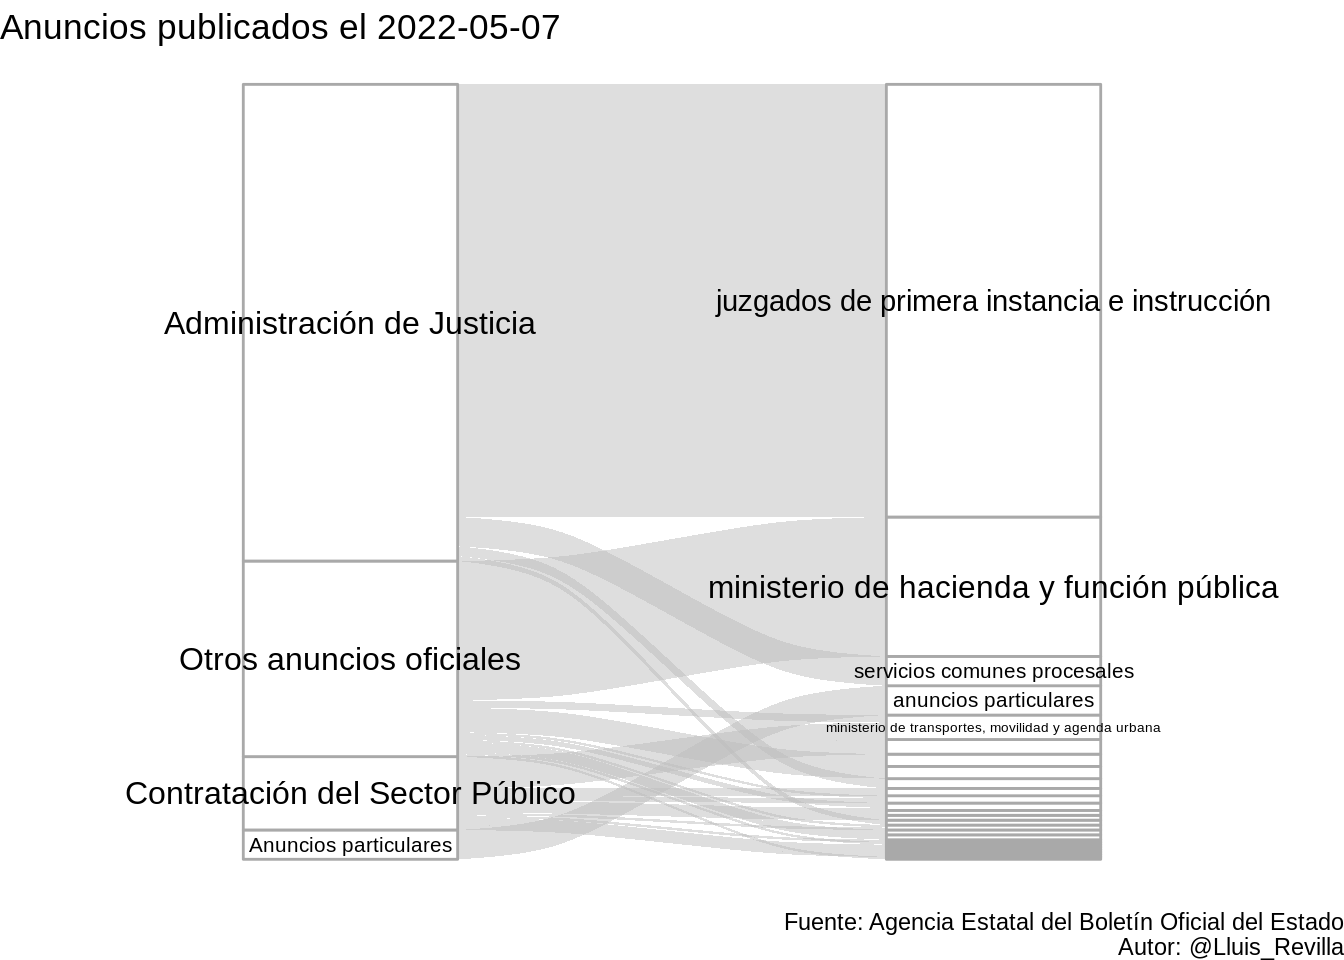 Anuncios publicados el 2022-05-07
Administración de Justicia
juzgados de primera instancia e instrucción
ministerio de hacienda y función pública
Otros anuncios oficiales
servicios comunes procesales
anuncios particulares
ministerio de transportes, movilidad y agenda urbana
Contratación del Sector Público
Anuncios particulares
Fuente: Agencia Estatal del Boletín Oficial del Estado
Autor: @Lluis_Revilla